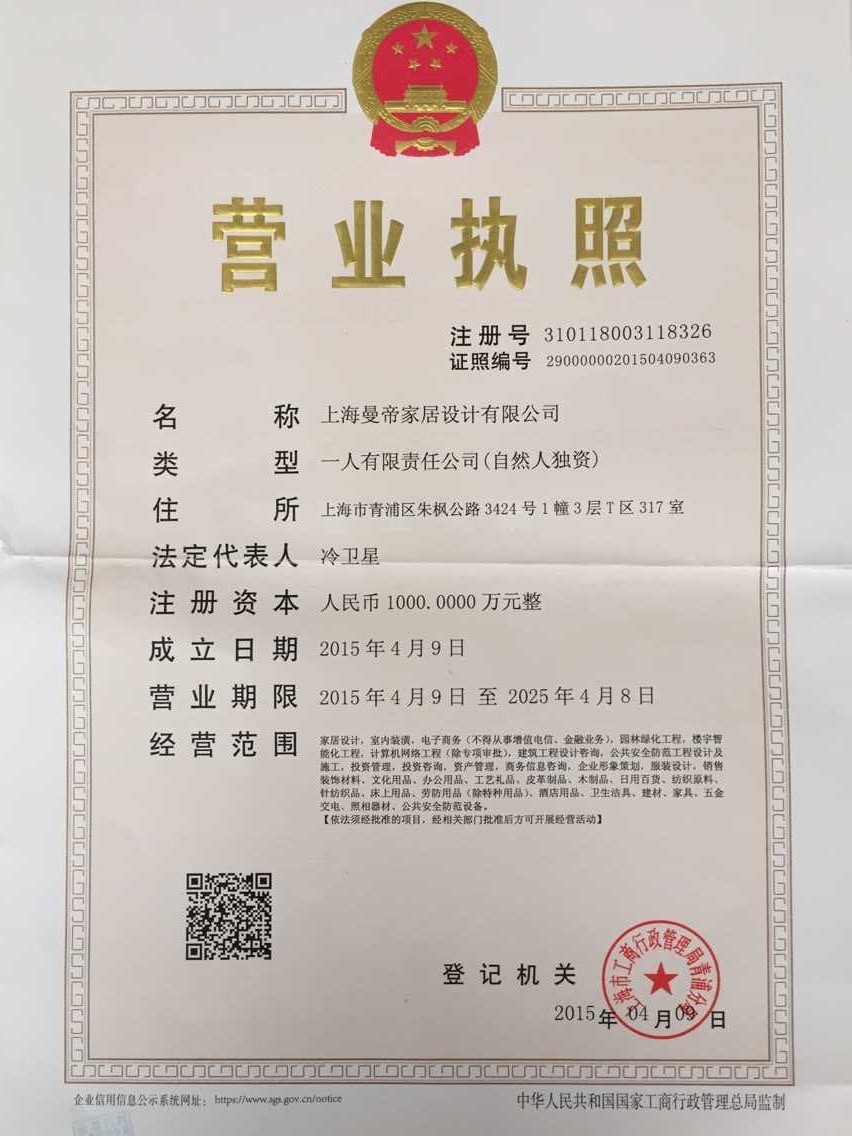 营业执照
注册号 310118003118326
证照编号 29000000201504090363
名称 上海曼帝家居设计有限公司
类型 一人有限责任公司(自然人独资)
住所 上海市青浦区朱枫公路3424号1幢3层T区317室
法定代表人 冷卫星
注册资本 人民币1000.0000万元整
成立日期 2015年4月9日
营业期限 2015年4月9日 至 2025年4月8日
经营范围 家居设计，室内装潢，电子商务（不得从事增值电信、金融业务），园林绿化工程，楼宇智
能化工程，计算机网络工程（除专项审批），建筑工程设计咨询，公共安全防范工程设计及
施工，投资管理，投资咨询，资产管理，商务信息咨询，企业形象策划，服装设计，销售
装饰材料、文化用品、办公用品、工艺礼品、皮革制品、木制品、日用百货、纺织原料、
针纺织品、床上用品、劳防用品（除特种用品）、酒店用品、卫生洁具、建材、家具、五金
交电、照相器材、公共安全防范设备。
【依法须经批准的项目，经相关部门批准后方可开展经营活动】
上海市工商行政管理局青浦分局
登记机关
2015年04月09日
企业信用信息公示系统网址： https://www.sgs.gov.cn/notice
中华人民共和国国家工商行政管理总局监制